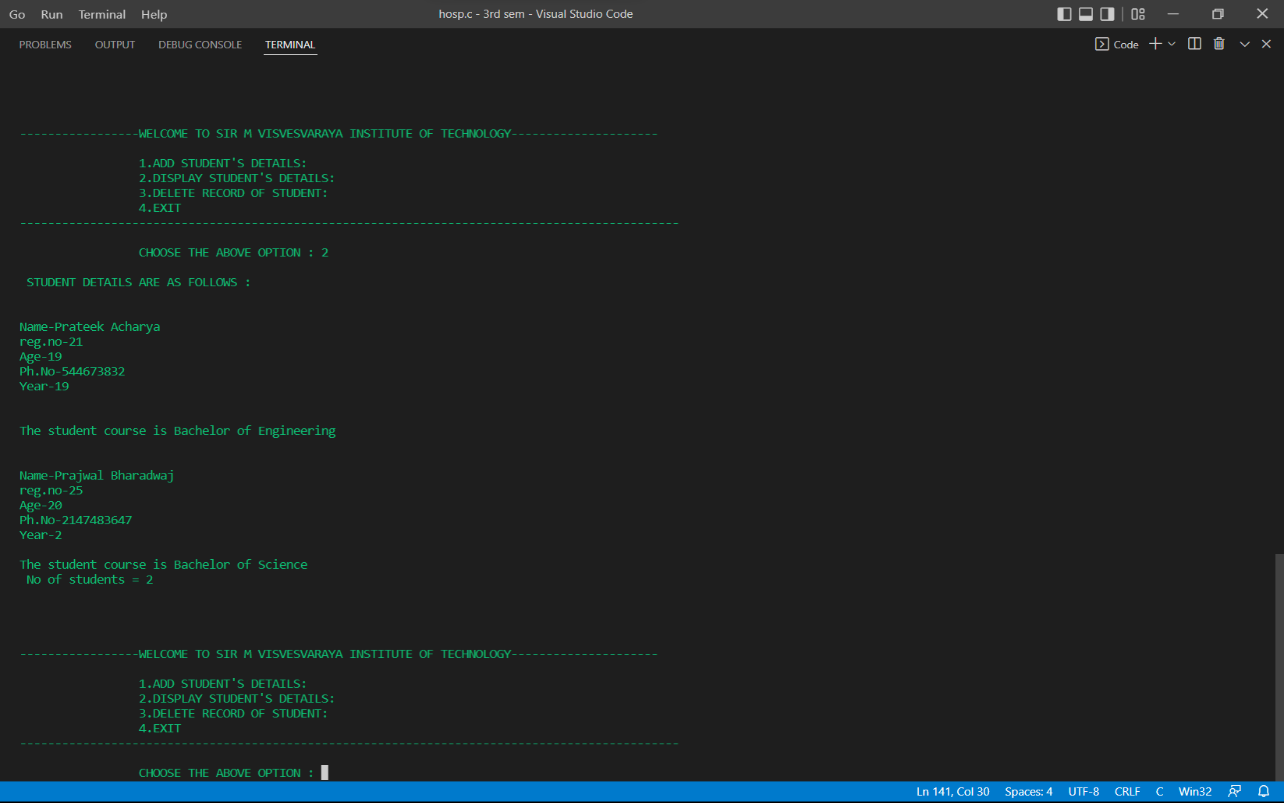 Go Run Terminal Help hosp.c - 3rd sem - Visual Studio Code
PROBLEMS OUTPUT DEBUG CONSOLE TERMINAL Code
-----------------WELCOME TO SIR M VISVESVARAYA INSTITUTE OF TECHNOLOGY---------------------
1.ADD STUDENT'S DETAILS:
2.DISPLAY STUDENT'S DETAILS:
3.DELETE RECORD OF STUDENT:
4.EXIT
----------------------------------------------------------------------------------------------
CHOOSE THE ABOVE OPTION : 2
STUDENT DETAILS ARE AS FOLLOWS :
Name-Prateek Acharya
reg.no-21
Age-19
Ph.No-544673832
Year-19
The student course is Bachelor of Engineering
Name-Prajwal Bharadwaj
reg.no-25
Age-20
Ph.No-2147483647
Year-2
The student course is Bachelor of Science
No of students = 2
-----------------WELCOME TO SIR M VISVESVARAYA INSTITUTE OF TECHNOLOGY---------------------
1.ADD STUDENT'S DETAILS:
2.DISPLAY STUDENT'S DETAILS:
3.DELETE RECORD OF STUDENT:
4.EXIT
----------------------------------------------------------------------------------------------
CHOOSE THE ABOVE OPTION :
Ln 141, Col 30 Spaces: 4 UTF-8 CRLF C Win32